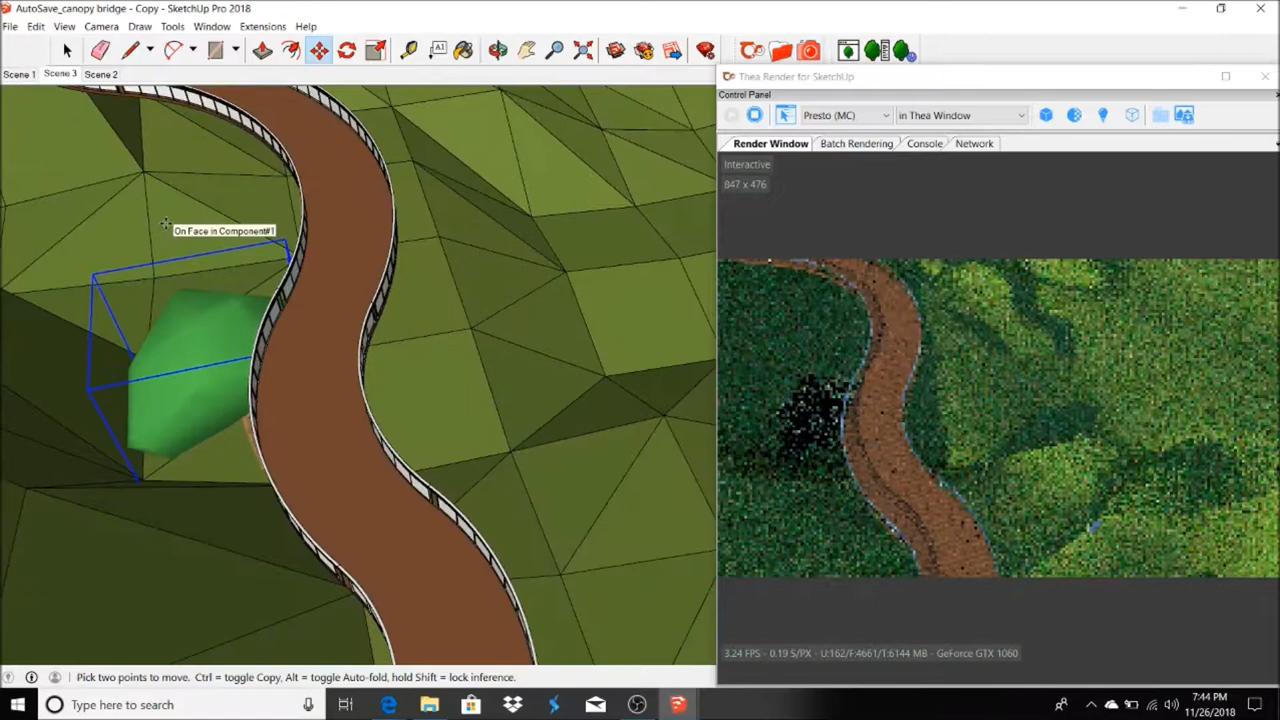 AutoSave_canopy bridge - Copy - SketchUp Pro 2018
File Edit View Camera Draw Tools Window Extensions Help
A1
Scene 1 Scene 3 Scene 2
Thea Render for SketchUp
Control Panel
Presto (MC) in Thea Window
Render Window Batch Rendering Console Network
Interactive
847 x 476
On Face in Component#1
3.24 FPS - 0.19 S/PX - U:162/F:4661/T:6144 MB - GeForce GTX 1060
Pick two points to move. Ctrl = toggle Copy, Alt = toggle Auto-fold, hold Shift = lock inference.
Type here to search
7:44 PM
11/26/2018